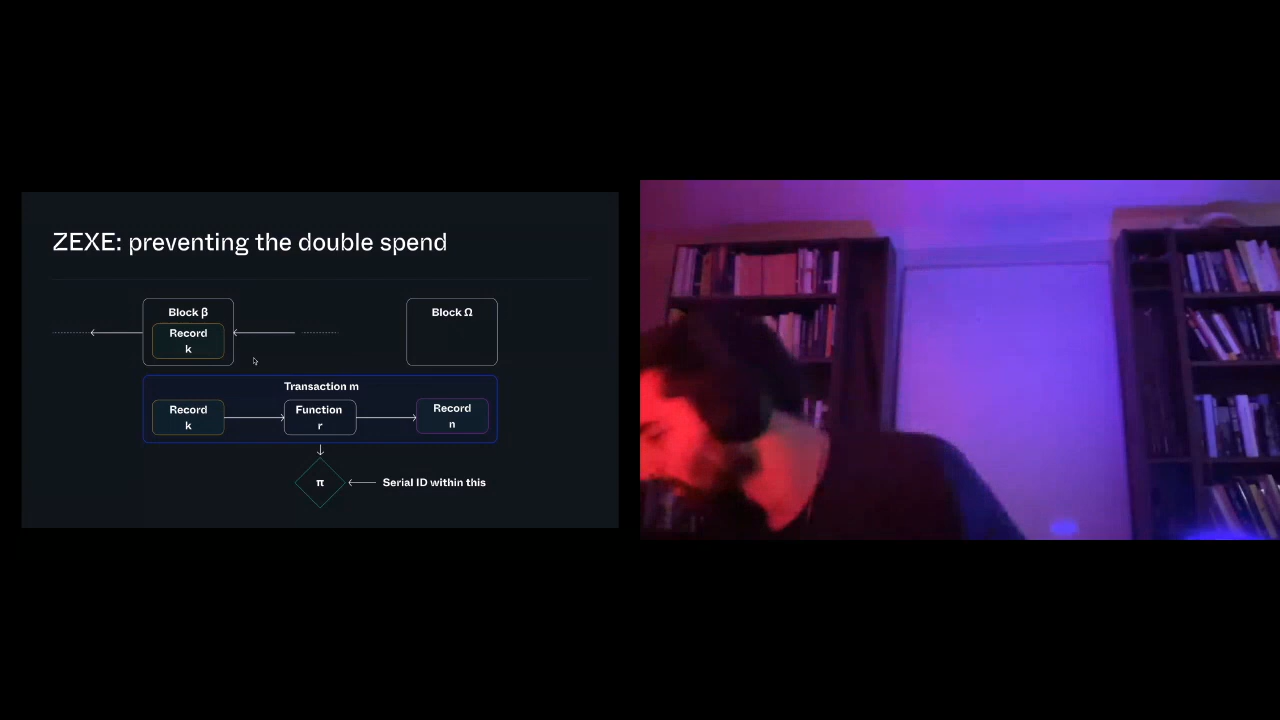 ZEXE: preventing the double spend
Block β
Record
k
Block Ω
Transaction m
Record
k
Function
r
Record
n
π
Serial ID within this